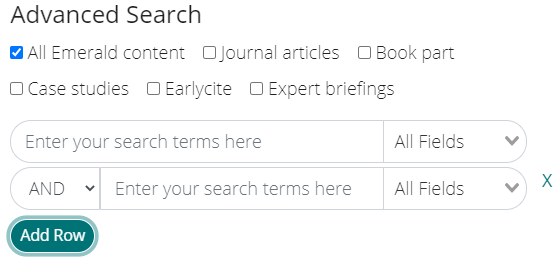 Advanced Search
All Emerald content Journal articles Book part
Case studies Earlycite Expert briefings
Enter your search terms here All Fields
AND Enter your search terms here All Fields X
Add Row